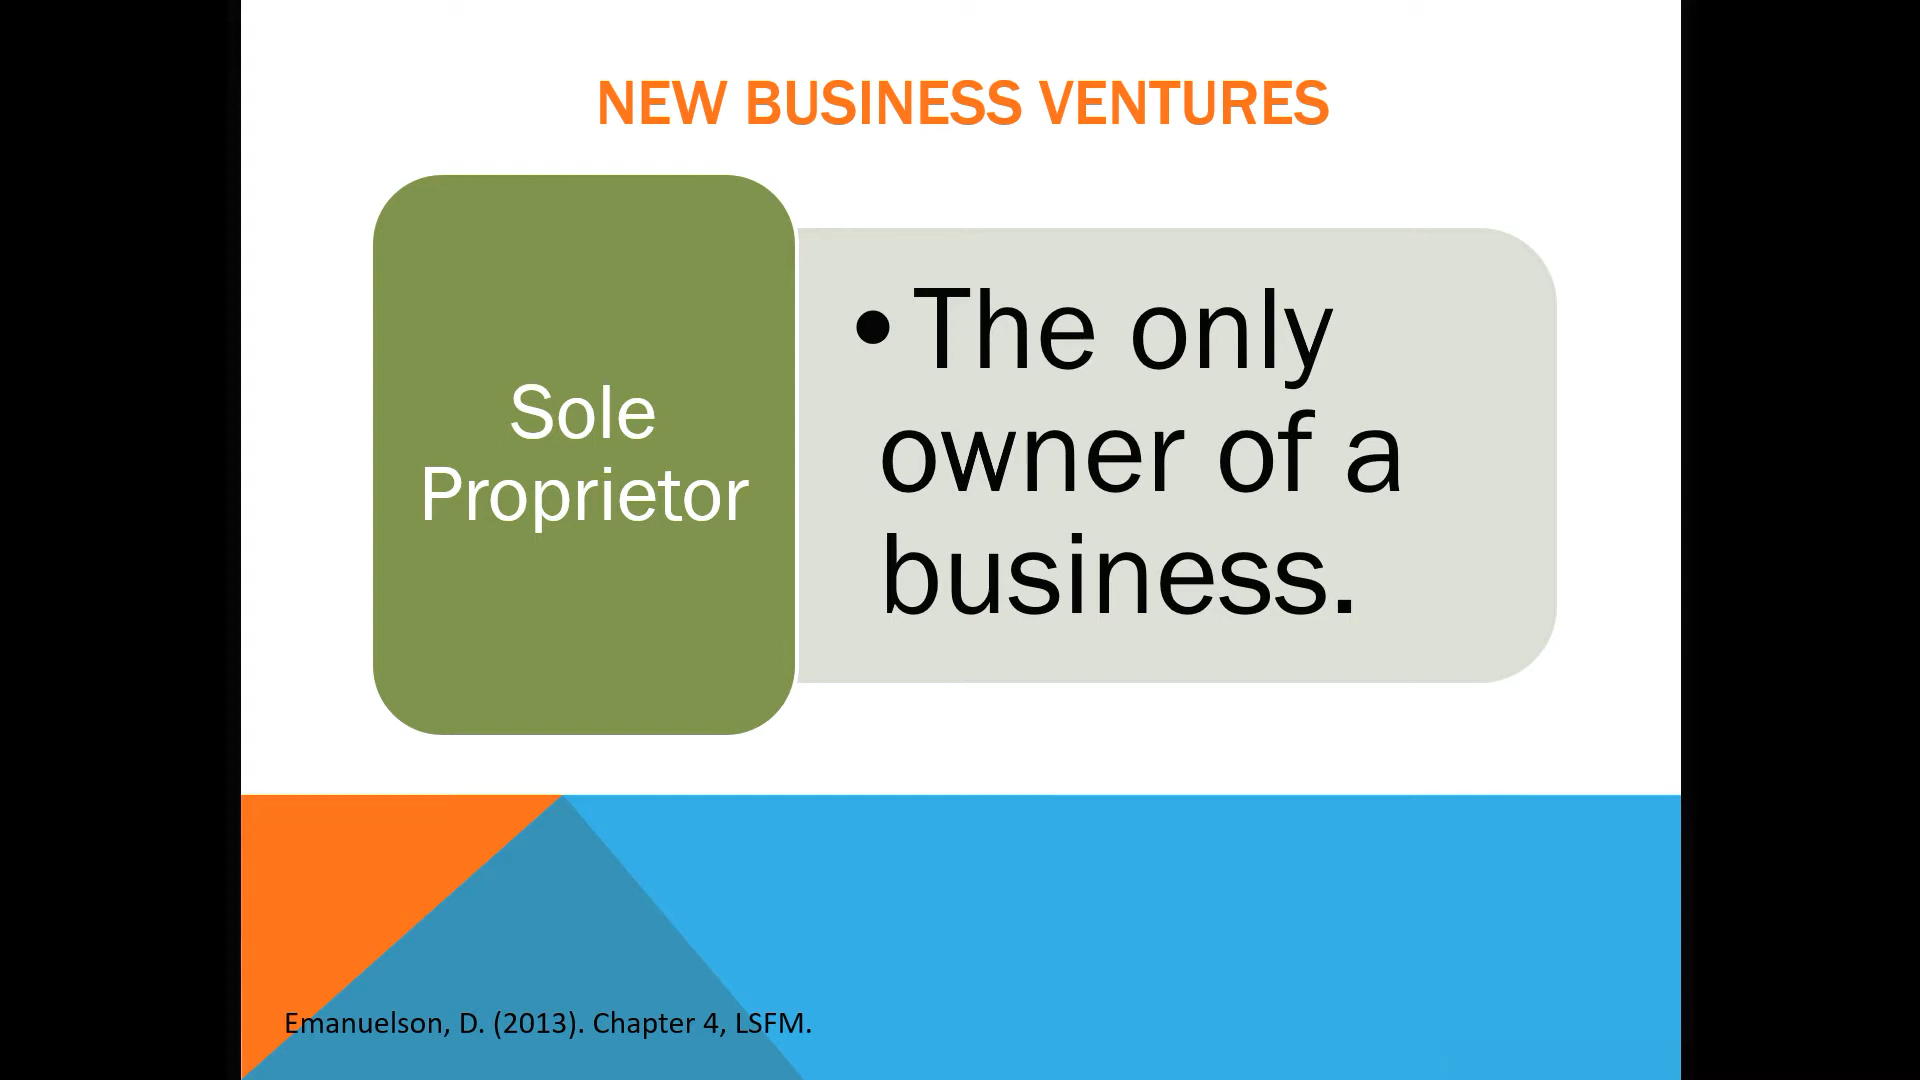 NEW BUSINESS VENTURES
Sole
Proprietor
• The only
owner of a
business.
Emanuelson, D. (2013). Chapter 4, LSFM.